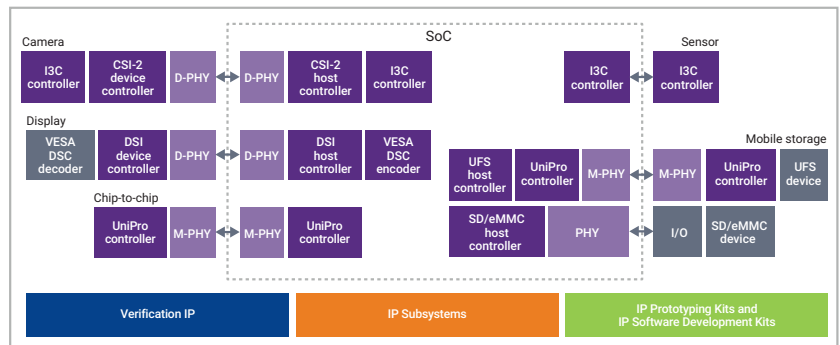 SoC
Camera
I3C
controller
CSI-2
device
controller
D-PHY
D-PHY
CSI-2
host
controller
I3C
controller
Sensor
I3C
controller
I3C
controller
Display
VESA
DSC
decoder
DSI
device
controller
D-PHY
D-PHY
DSI
host
controller
VESA
DSC
encoder
Mobile storage
UFS
host
controller
UniPro
controller
M-PHY
M-PHY
UniPro
controller
UFS
device
Chip-to-chip
UniPro
controller
M-PHY
M-PHY
UniPro
controller
SD/eMMC
host
controller
PHY
I/O
SD/eMMC
device
Verification IP
IP Subsystems
IP Prototyping Kits and
IP Software Development Kits